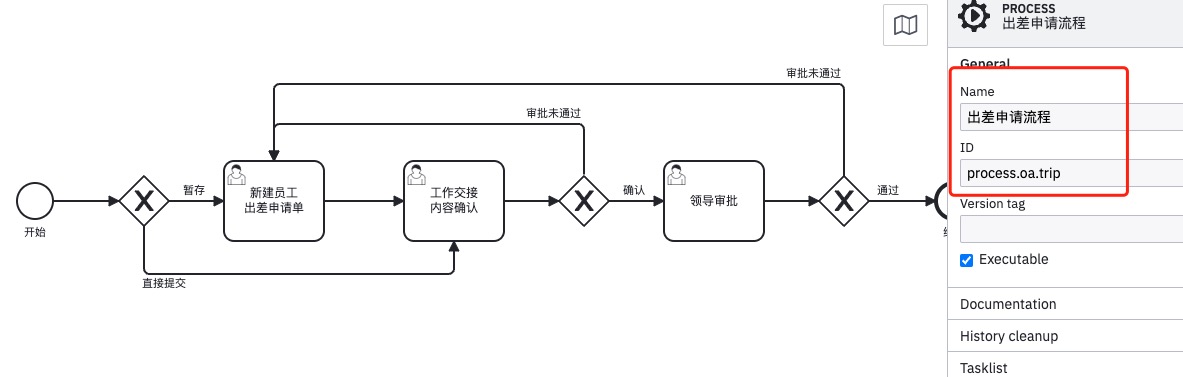 审批未通过
审批未通过
开始
暂存
新建员工
出差申请单
直接提交
工作交接
内容确认
确认
领导审批
通过
PROCESS
出差申请流程
General
Name
出差申请流程
ID
process.oa.trip
Version tag
Executable
Documentation
History cleanup
Tasklist